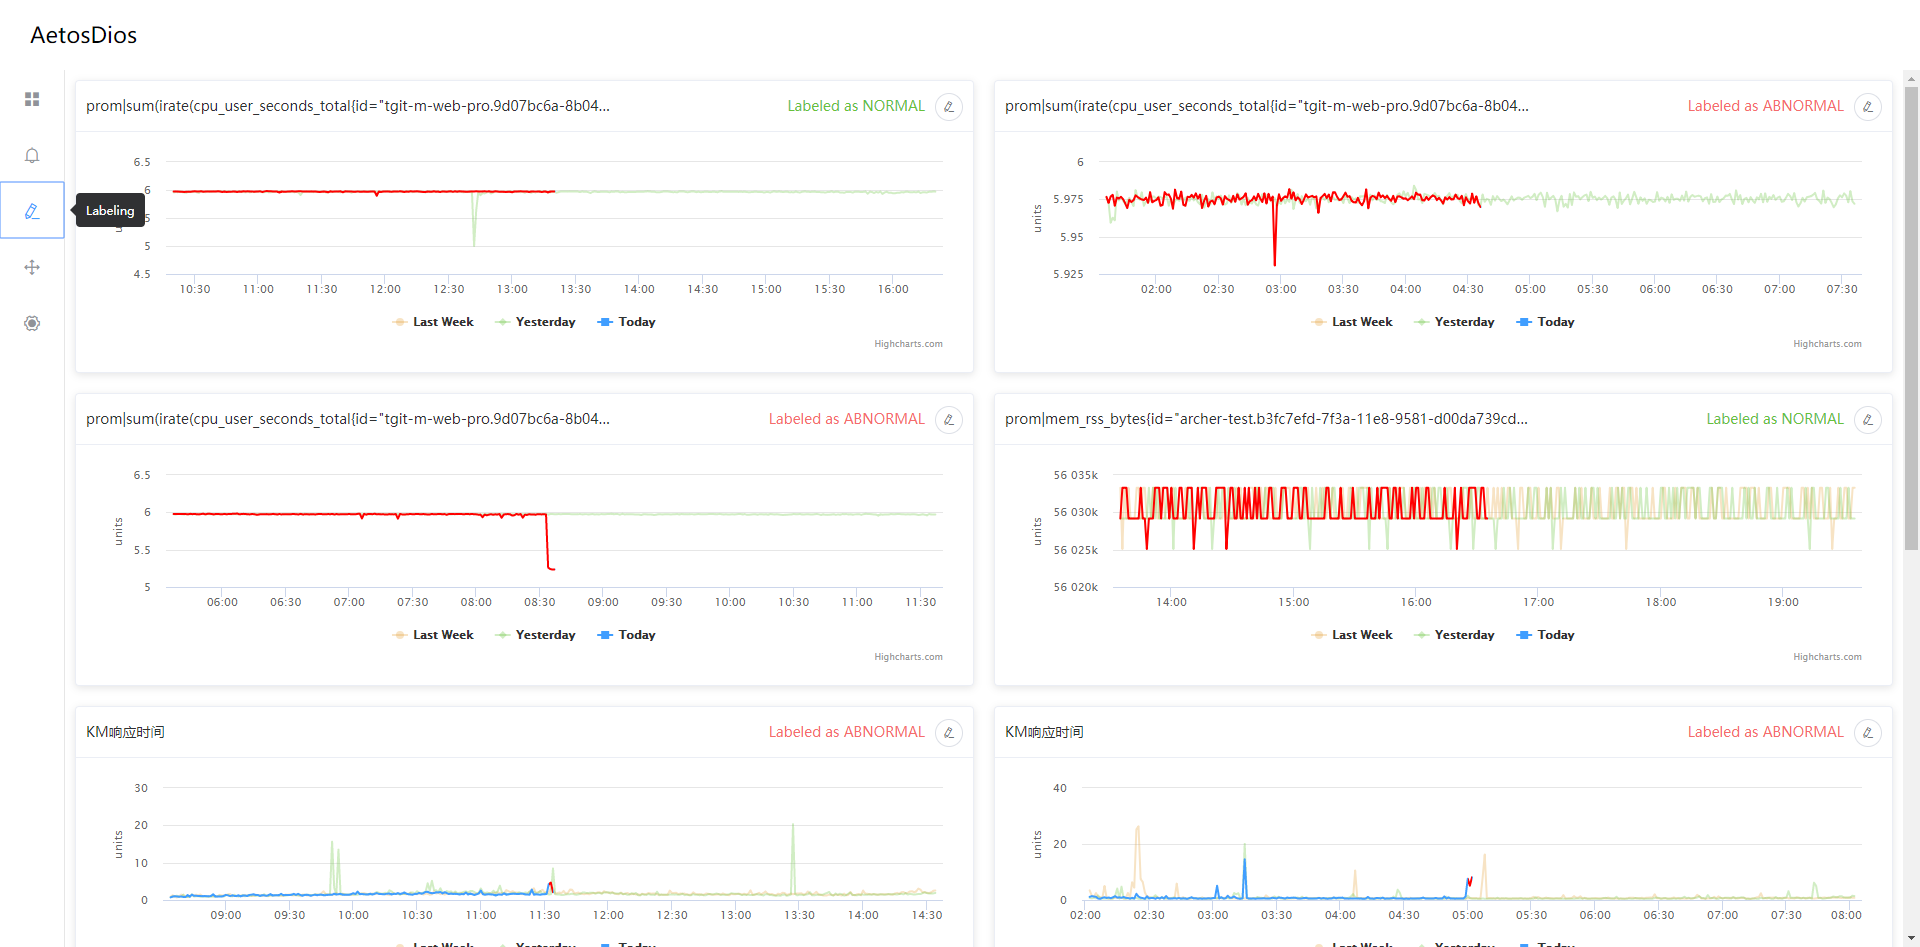 AetosDios
Labeling
prom|sum(irate(cpu_user_seconds_total{id="tgit-m-web-pro.9d07bc6a-8b04...
Labeled as NORMAL
6.5
6
5
4.5
10:30 11:00 11:30 12:00 12:30 13:00 13:30 14:00 14:30 15:00 15:30 16:00
Last Week Yesterday Today
Highcharts.com
prom|sum(irate(cpu_user_seconds_total{id="tgit-m-web-pro.9d07bc6a-8b04...
Labeled as ABNORMAL
units
6
5.975
5.95
5.925
02:00 02:30 03:00 03:30 04:00 04:30 05:00 05:30 06:00 06:30 07:00 07:30
Last Week Yesterday Today
Highcharts.com
prom|sum(irate(cpu_user_seconds_total{id="tgit-m-web-pro.9d07bc6a-8b04...
Labeled as ABNORMAL
units
6.5
6
5.5
5
06:00 06:30 07:00 07:30 08:00 08:30 09:00 09:30 10:00 10:30 11:00 11:30
Last Week Yesterday Today
Highcharts.com
prom|mem_rss_bytes{id="archer-test.b3fc7efd-7f3a-11e8-9581-d00da739cd...
Labeled as NORMAL
units
56 035k
56 030k
56 025k
56 020k
14:00 15:00 16:00 17:00 18:00 19:00
Last Week Yesterday Today
Highcharts.com
KM响应时间
Labeled as ABNORMAL
units
30
20
10
0
09:00 09:30 10:00 10:30 11:00 11:30 12:00 12:30 13:00 13:30 14:00 14:30
Last Week Yesterday Today
KM响应时间
Labeled as ABNORMAL
units
40
20
0
02:00 02:30 03:00 03:30 04:00 04:30 05:00 05:30 06:00 06:30 07:00 07:30 08:00
Last Week Yesterday Today